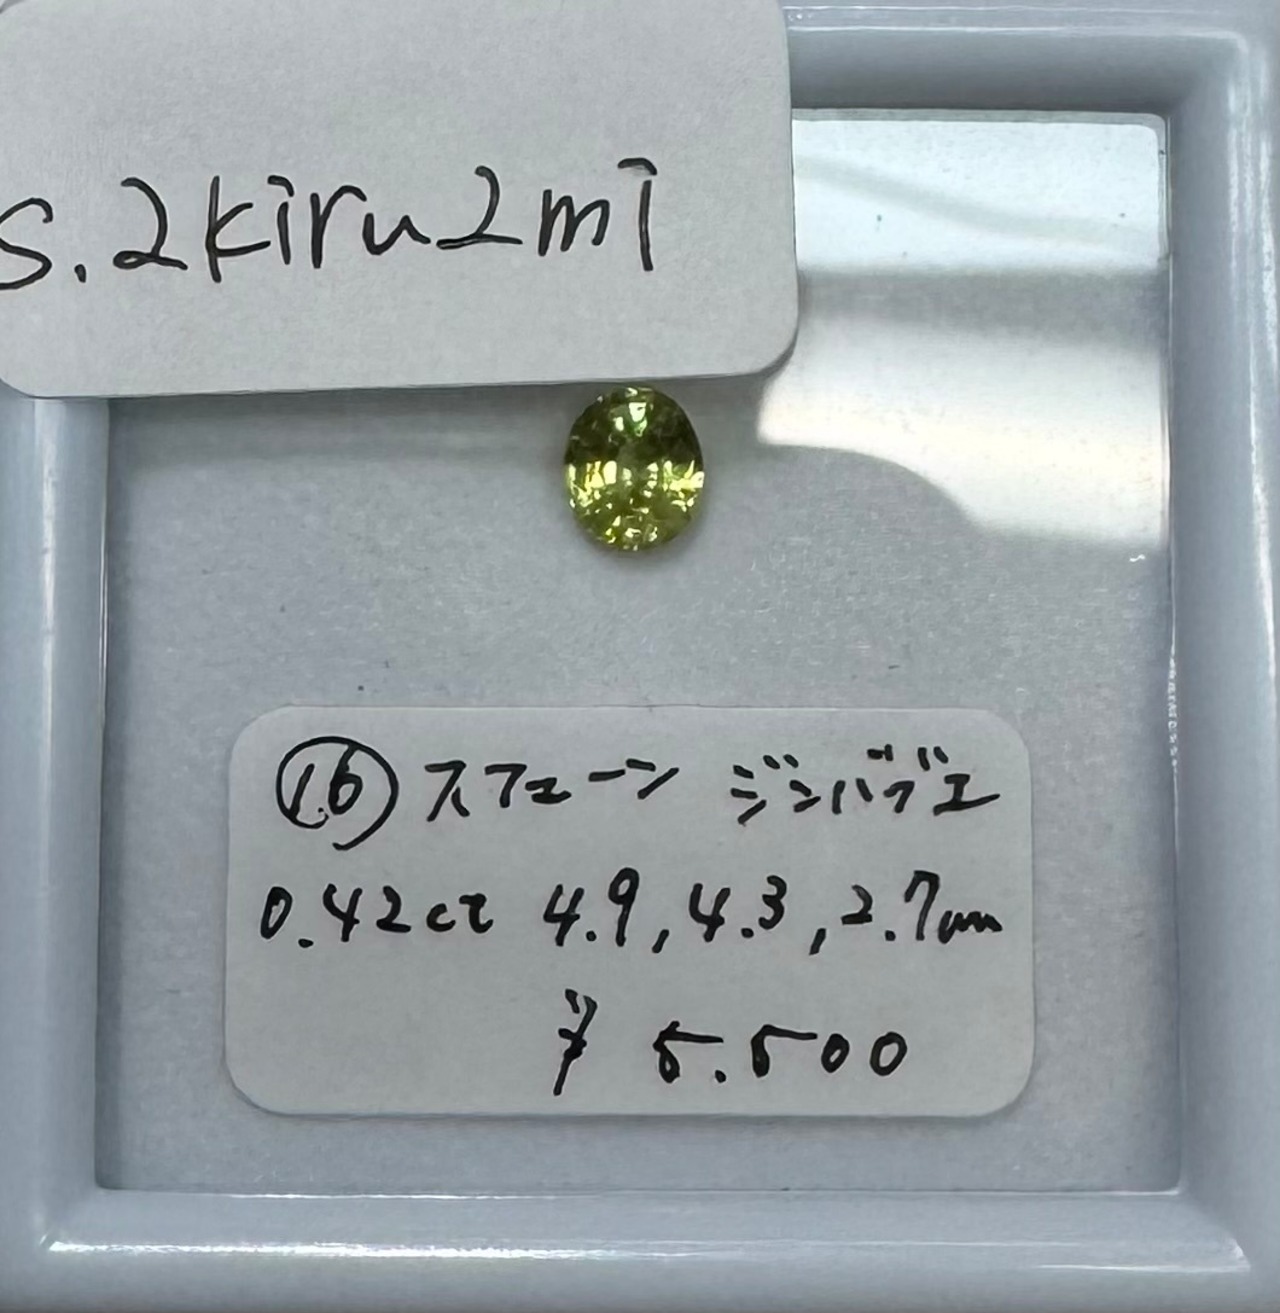 s.2kiru2mi
⑯ スフェーン ジンバブエ
0.42ct 4.9,4.3,2.7mm
¥ 5.500